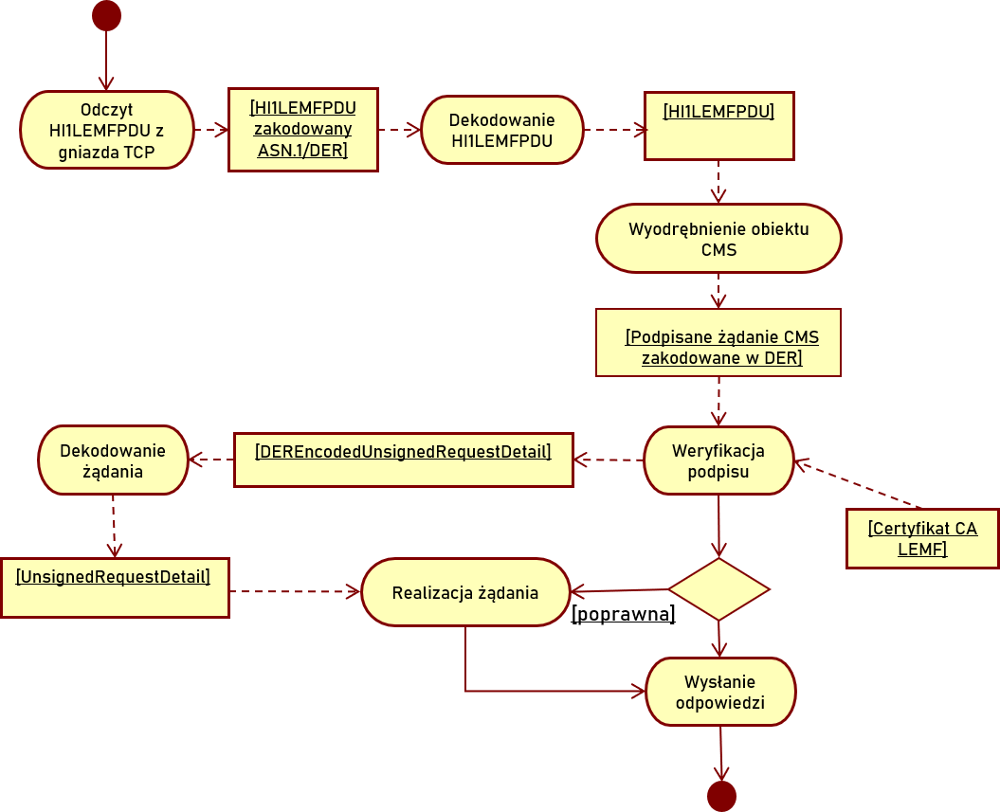 Odczyt
HI1LEMFPDU z
gniazda TCP
[HI1LEMFPDU
zakodowany
ASN.1/DER]
Dekodowanie
HI1LEMFPDU
[HI1LEMFPDU]
Wyodrębnienie obiektu
CMS
[Podpisane żądanie CMS
zakodowane w DER]
Dekodowanie
żądania
[DEREncodedUnsignedRequestDetail]
Weryfikacja
podpisu
[Certyfikat CA
LEMF]
[UnsignedRequestDetail]
Realizacja żądania
[poprawna]
Wysłanie
odpowiedzi